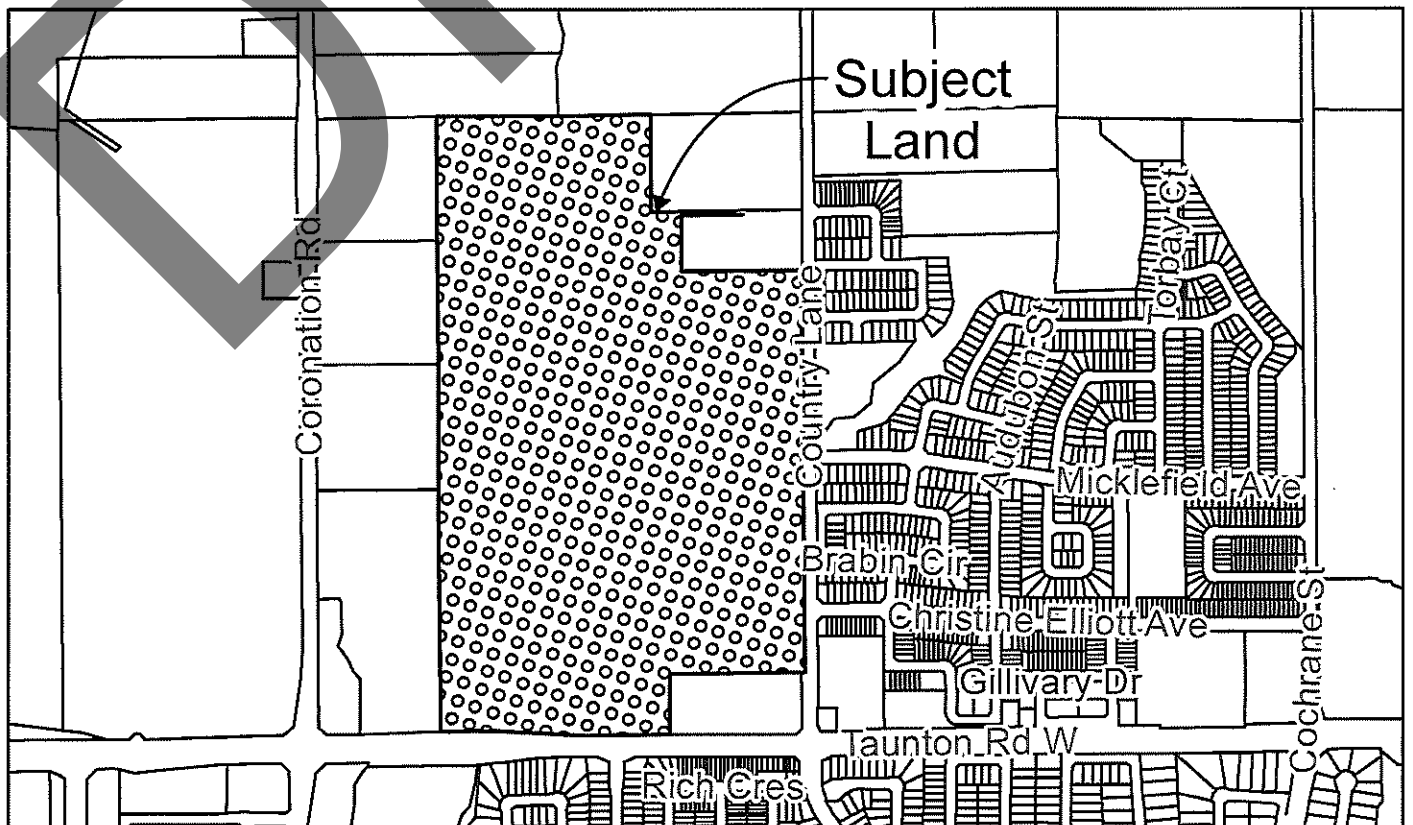 Subject
Land
Coronation Rd
Country Lane
Torbay Ct
Audubon St
Micklefield Ave
Brabin Cir
Christine Elliott Ave
Gillivary Dr
Cochrane St
Taunton Rd W
Rich Cres